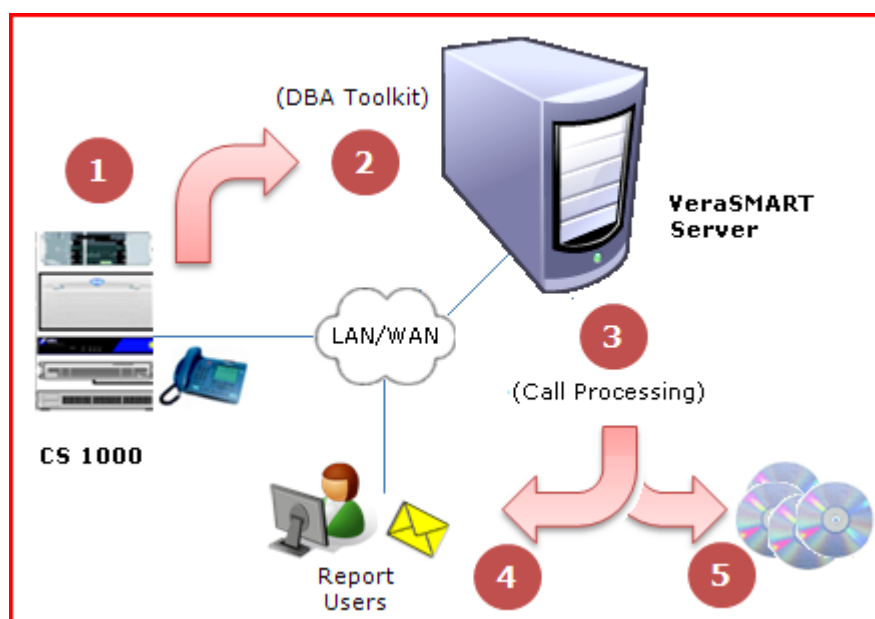 (DBA Toolkit)
1
2
VeraSMART
Server
LAN/WAN
3
(Call Processing)
CS 1000
4
5
Report
Users